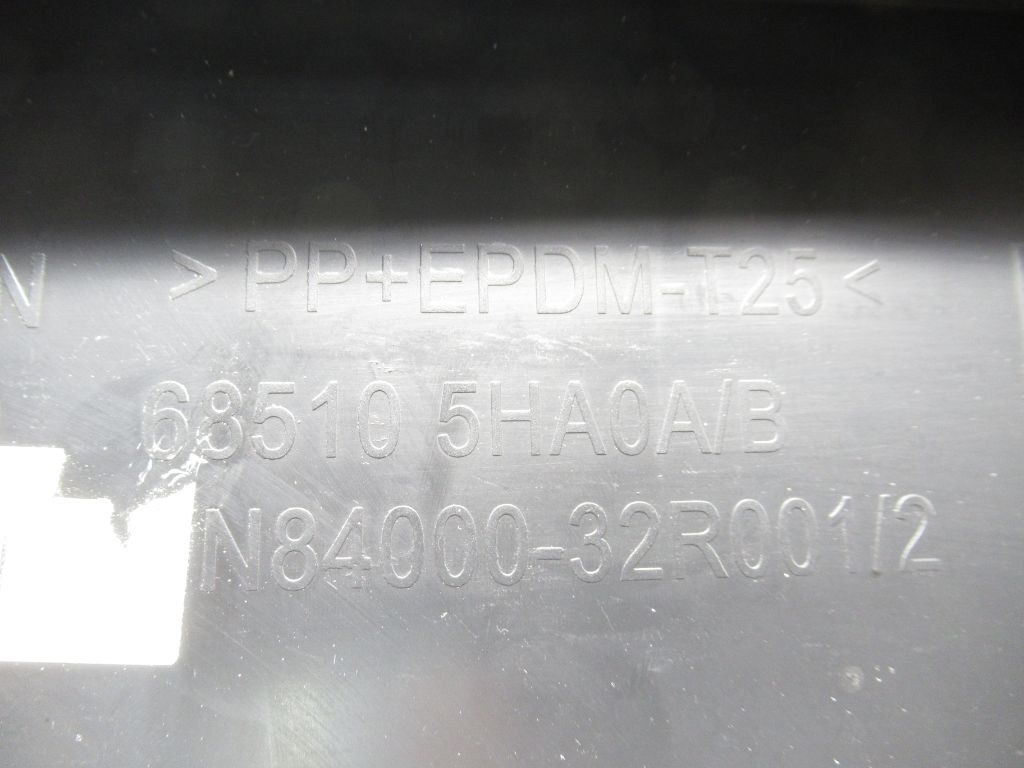 N >PP+EPDM-T25<
68510 5HA0A/B
N84000-32R001/2